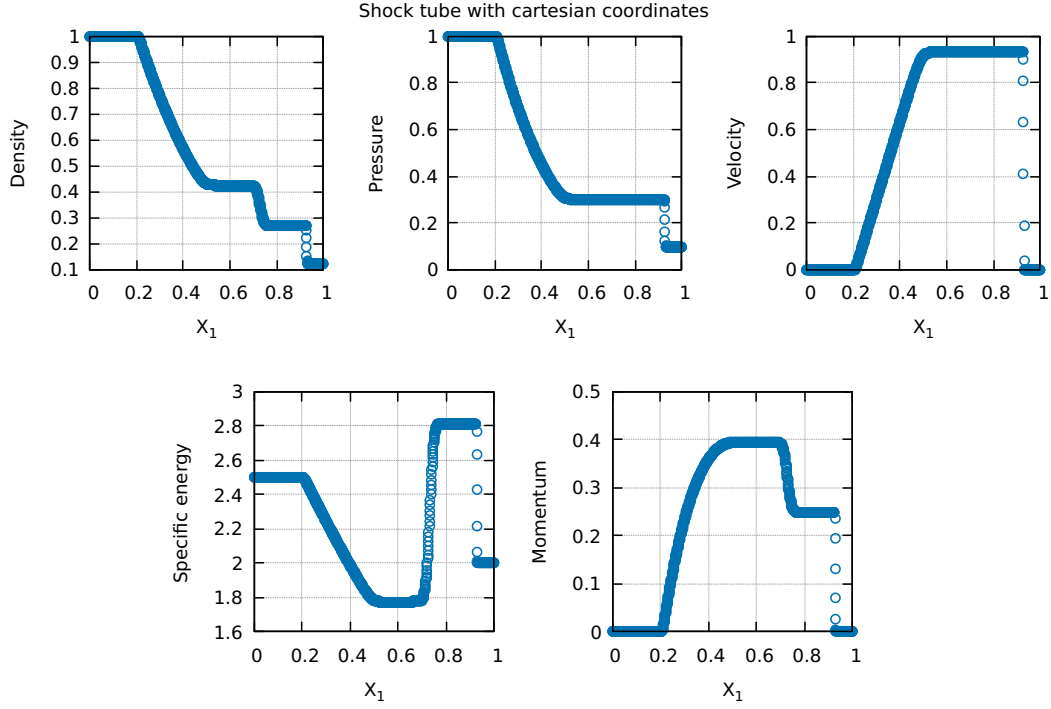 Shock tube with cartesian coordinates
Density
1
0.9
0.8
0.7
0.6
0.5
0.4
0.3
0.2
0.1
0 0.2 0.4 0.6 0.8 1
X1
Pressure
1
0.8
0.6
0.4
0.2
0
0 0.2 0.4 0.6 0.8 1
X1
Velocity
1
0.8
0.6
0.4
0.2
0
0 0.2 0.4 0.6 0.8 1
X1
Specific energy
3
2.8
2.6
2.4
2.2
2
1.8
1.6
0 0.2 0.4 0.6 0.8 1
X1
Momentum
0.5
0.4
0.3
0.2
0.1
0
0 0.2 0.4 0.6 0.8 1
X1